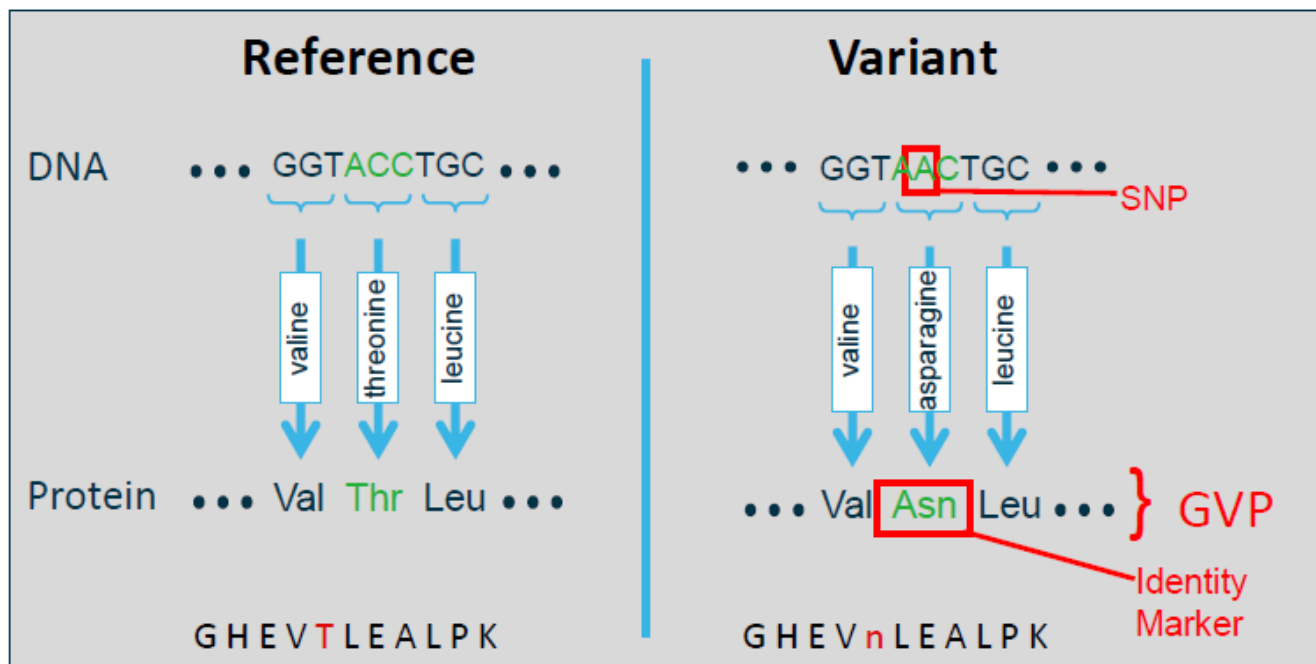 Reference
Variant
DNA
••• GGTACCTGC •••
••• GGTAACTGC •••
SNP
valine
threonine
leucine
valine
asparagine
leucine
Protein
••• Val Thr Leu •••
••• Val Asn Leu ••• } GVP
Identity
Marker
G H E V T L E A L P K
G H E V n L E A L P K